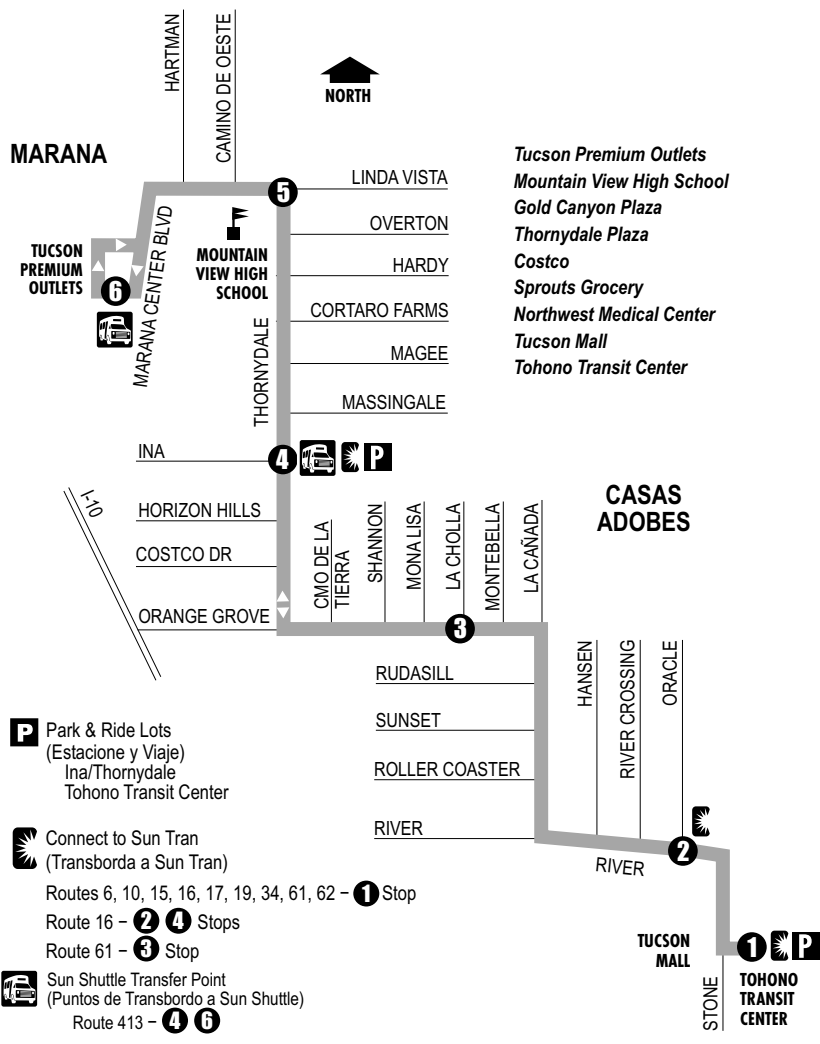 HARTMAN
CAMINO DE OESTE
NORTH
MARANA
Tucson Premium Outlets
Mountain View High School
Gold Canyon Plaza
Thornydale Plaza
Costco
Sprouts Grocery
Northwest Medical Center
Tucson Mall
Tohono Transit Center
5
LINDA VISTA
OVERTON
HARDY
CORTARO FARMS
MAGEE
MASSINGALE
TUCSON
PREMIUM
OUTLETS
6
MARANA CENTER BLVD
MOUNTAIN
VIEW HIGH
SCHOOL
THORNYDALE
INA
4
P
HORIZON HILLS
COSTCO DR
ORANGE GROVE
I-10
CASAS
ADOBES
CMO DE LA
TIERRA
SHANNON
MONA LISA
LA CHOLLA
MONTEBELLA
LA CAÑADA
3
RUDASILL
SUNSET
ROLLER COASTER
RIVER
HANSEN
RIVER CROSSING
ORACLE
RIVER
2
TUCSON
MALL
1
P
STONE
TOHONO
TRANSIT
CENTER
P Park & Ride Lots
(Estacione y Viaje)
Ina/Thornydale
Tohono Transit Center
Connect to Sun Tran
(Transborda a Sun Tran)
Routes 6, 10, 15, 16, 17, 19, 34, 61, 62 – 1 Stop
Route 16 – 2 4 Stops
Route 61 – 3 Stop
Sun Shuttle Transfer Point
(Puntos de Transbordo a Sun Shuttle)
Route 413 – 4 6